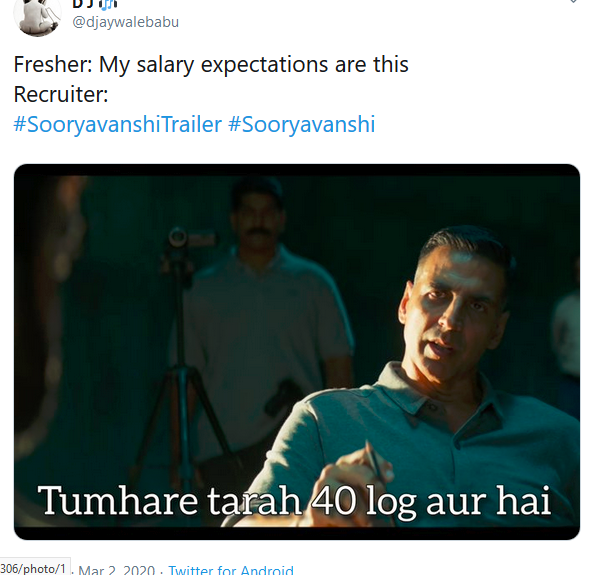 @djaywalebabu
Fresher: My salary expectations are this
Recruiter:
#SooryavanshiTrailer #Sooryavanshi
Tumhare tarah 40 log aur hai
306/photo/1 · Mar 2, 2020 · Twitter for Android